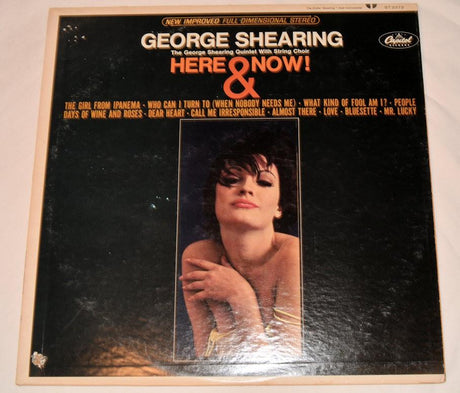 NEW IMPROVED FULL DIMENSIONAL STEREO
GEORGE SHEARING
The George Shearing Quintet With String Choir
HERE & NOW!
THE GIRL FROM IPANEMA · WHO CAN I TURN TO (WHEN NOBODY NEEDS ME) · WHAT KIND OF FOOL AM I? · PEOPLE
DAYS OF WINE AND ROSES · DEAR HEART · CALL ME IRRESPONSIBLE · ALMOST THERE · LOVE · BLUESETTE · MR. LUCKY
Capitol
RECORDS